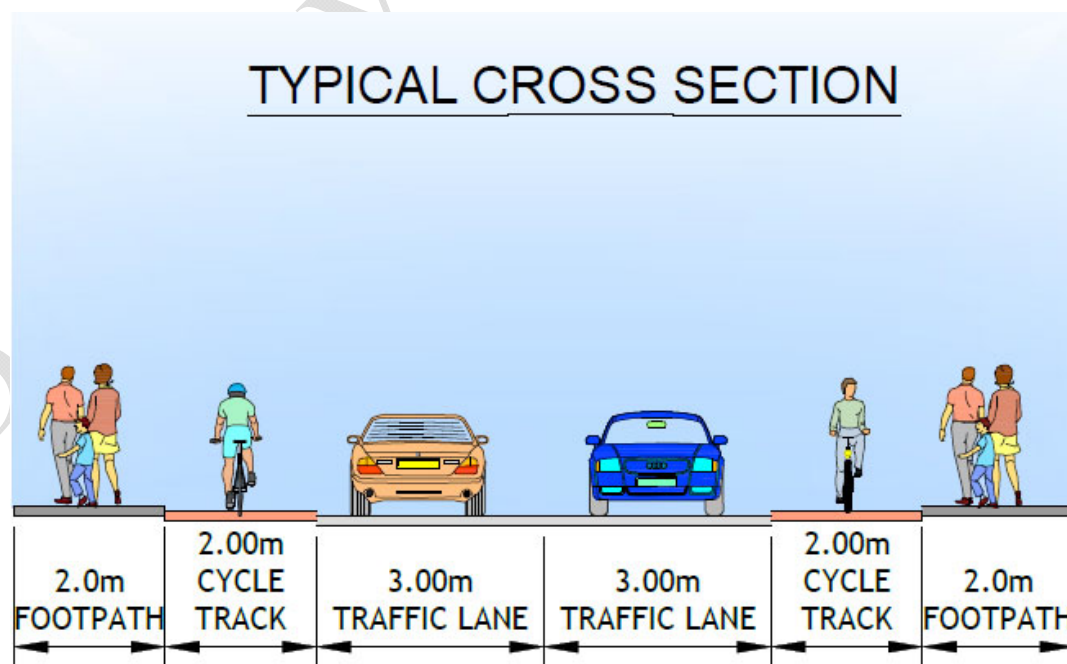 TYPICAL CROSS SECTION
2.0m
FOOTPATH
2.00m
CYCLE
TRACK
3.00m
TRAFFIC LANE
3.00m
TRAFFIC LANE
2.00m
CYCLE
TRACK
2.0m
FOOTPATH